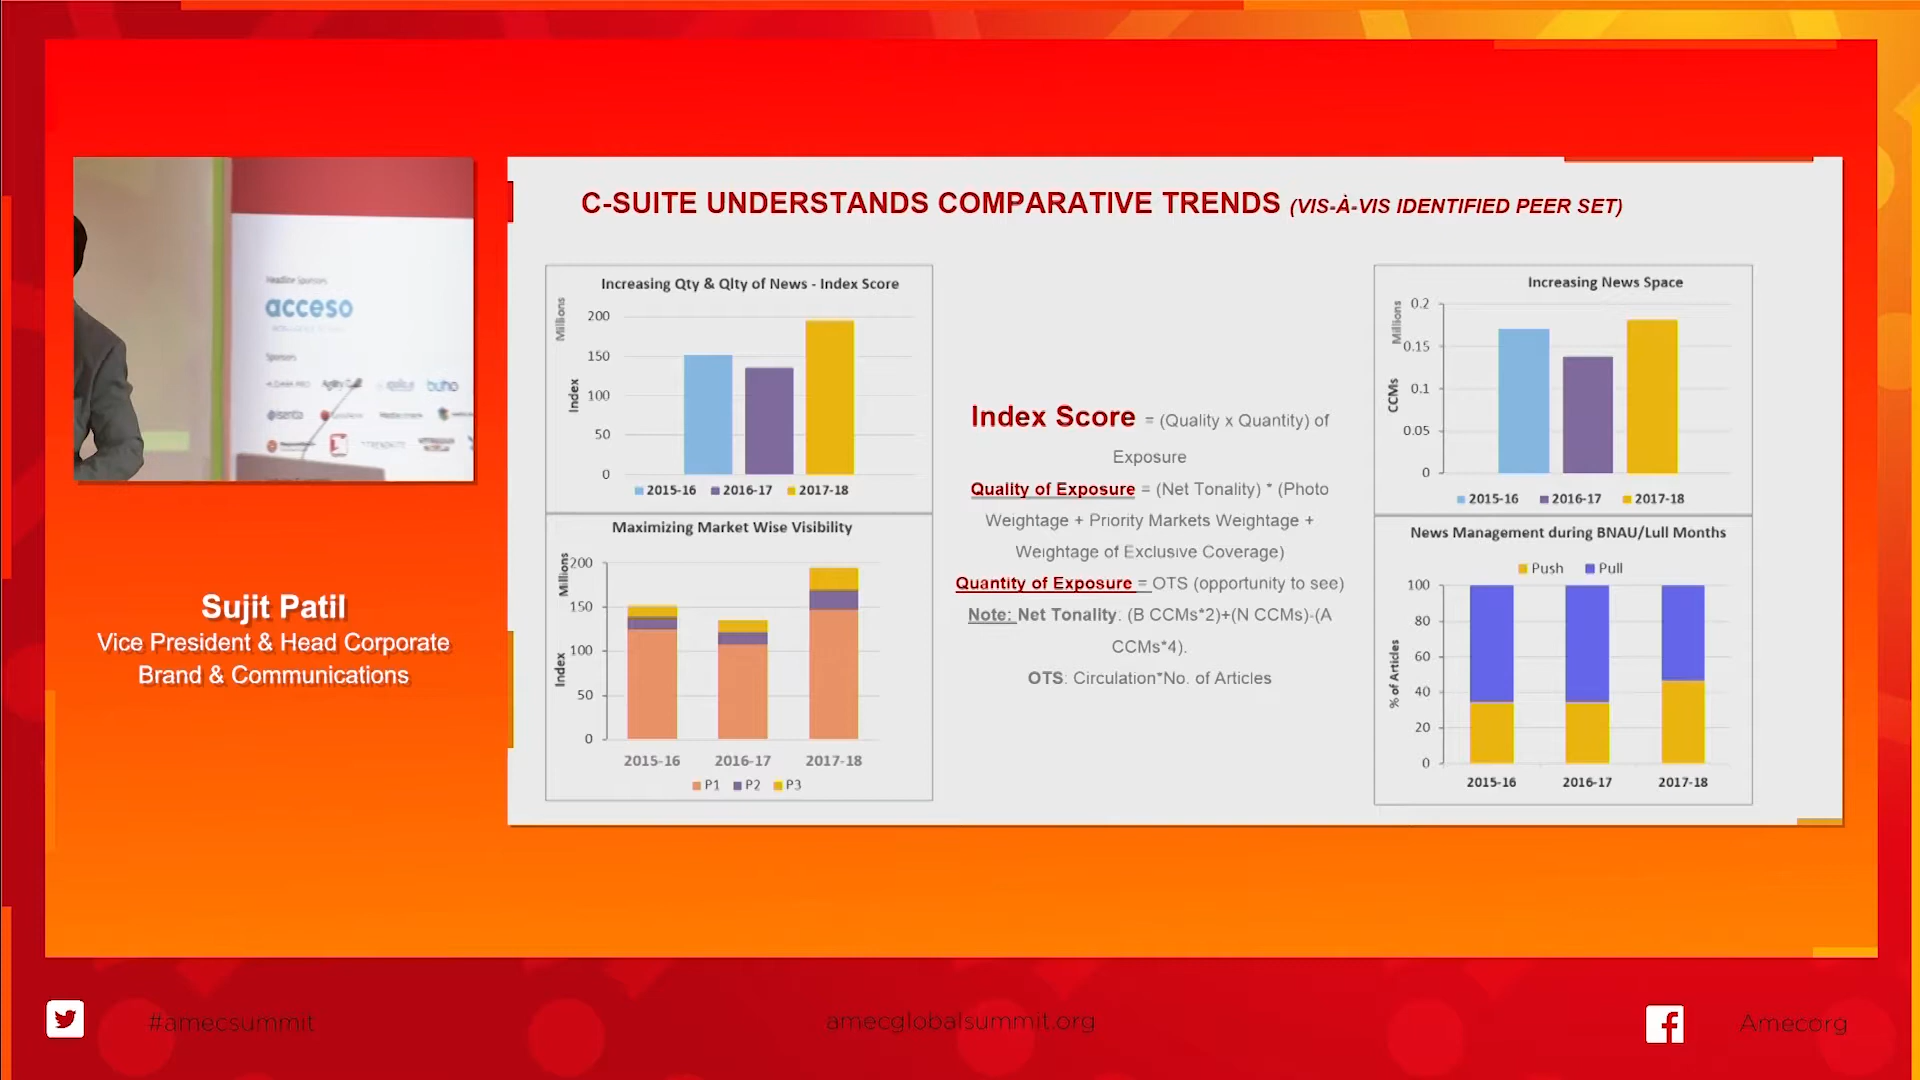 C-SUITE UNDERSTANDS COMPARATIVE TRENDS (VIS-À-VIS IDENTIFIED PEER SET)
Headline Sponsors
acceso
Sponsors
buho
Sujit Patil
Vice President & Head Corporate
Brand & Communications
Increasing Qty & Qlty of News - Index Score
Millions
Index
200
150
100
50
0
2015-16 2016-17 2017-18
Maximizing Market Wise Visibility
Millions
Index
200
150
100
50
0
2015-16 2016-17 2017-18
P1 P2 P3
Index Score = (Quality x Quantity) of
Exposure
Quality of Exposure = (Net Tonality) * (Photo
Weightage + Priority Markets Weightage +
Weightage of Exclusive Coverage)
Quantity of Exposure = OTS (opportunity to see)
Note: Net Tonality: (B CCMs*2)+(N CCMs)-(A
CCMs*4).
OTS: Circulation*No. of Articles
Increasing News Space
Millions
CCMs
0.2
0.15
0.1
0.05
0
2015-16 2016-17 2017-18
News Management during BNAU/Lull Months
Push Pull
% of Articles
100
80
60
40
20
0
2015-16 2016-17 2017-18
#amecsummit
amecglobalsummit.org
Amecorg